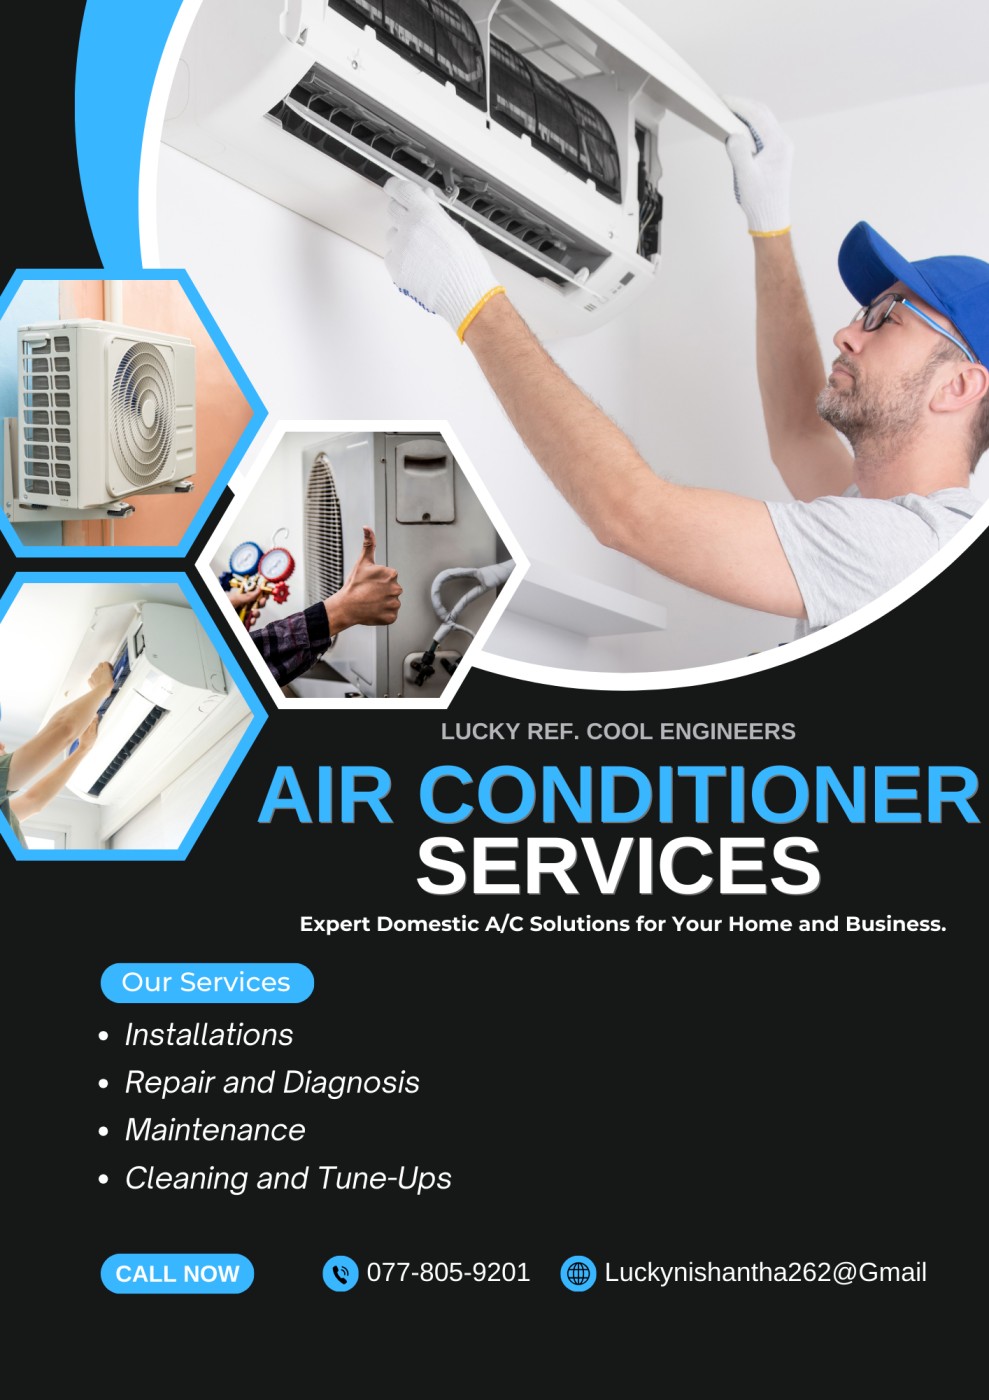 LUCKY REF. COOL ENGINEERS
AIR CONDITIONER
SERVICES
Expert Domestic A/C Solutions for Your Home and Business.
Our Services
• Installations
• Repair and Diagnosis
• Maintenance
• Cleaning and Tune-Ups
CALL NOW 077-805-9201 Luckynishantha262@Gmail